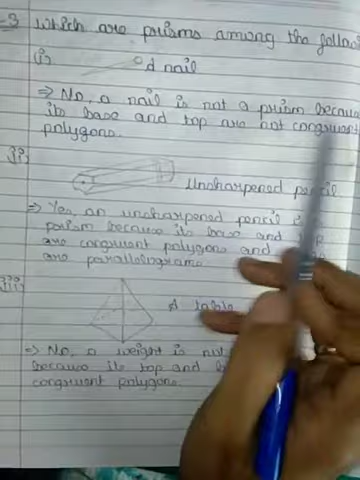 -3 Which are prisms among the follow
(i) A nail
⇒ No, a nail is not a prism because
its base and top are not congruent
polygons.
ii) Unsharpened pencil
⇒ Yes, an unsharpened pencil is
prism because its base and
are congruent polygons and
are parallelograms.
iii) A
⇒ No, a weight is not
because its top and
congruent polygons.